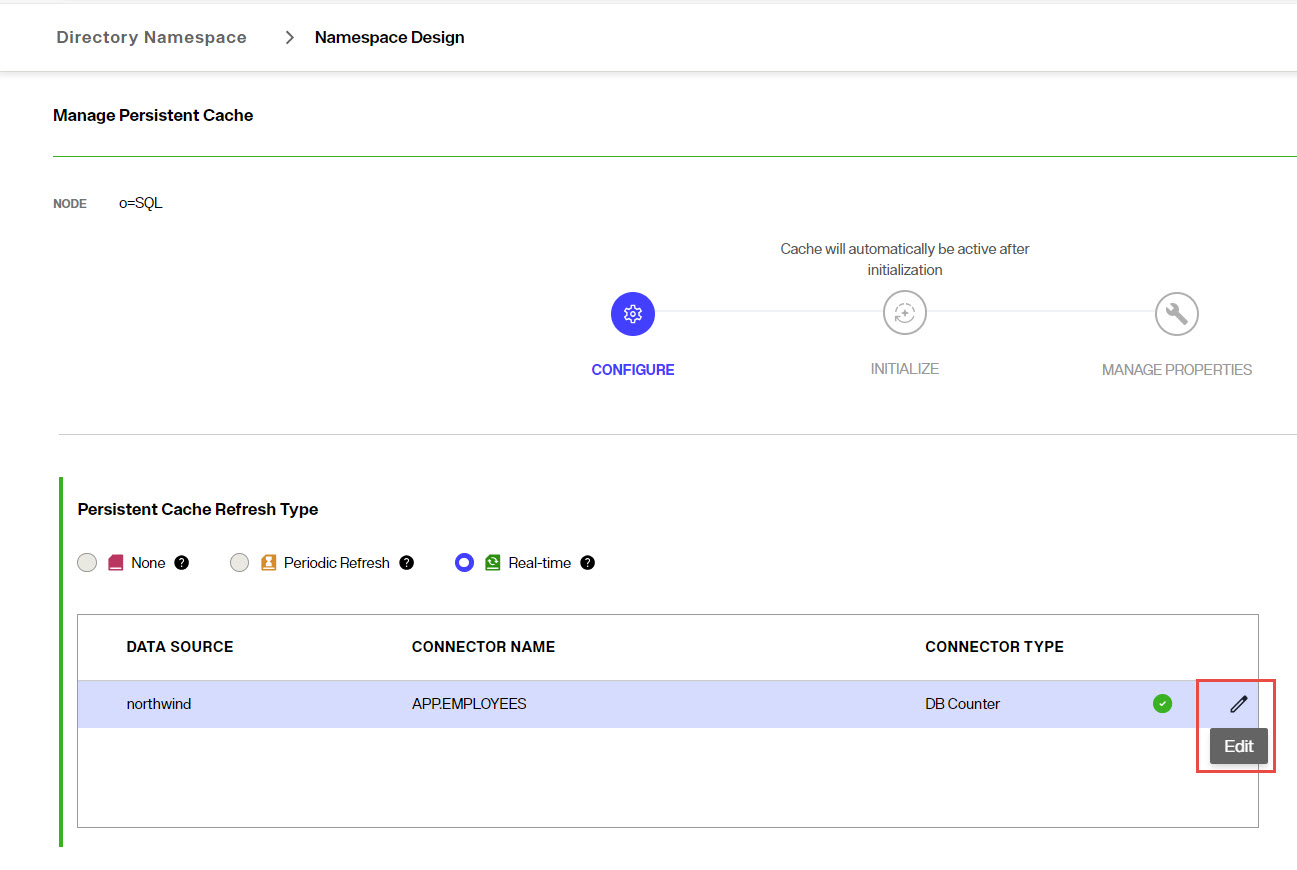 Directory Namespace > Namespace Design
Manage Persistent Cache
NODE o=SQL
Cache will automatically be active after
initialization
CONFIGURE INITIALIZE MANAGE PROPERTIES
Persistent Cache Refresh Type
None ? Periodic Refresh ? Real-time ?
DATA SOURCE CONNECTOR NAME CONNECTOR TYPE
northwind APP.EMPLOYEES DB Counter
Edit